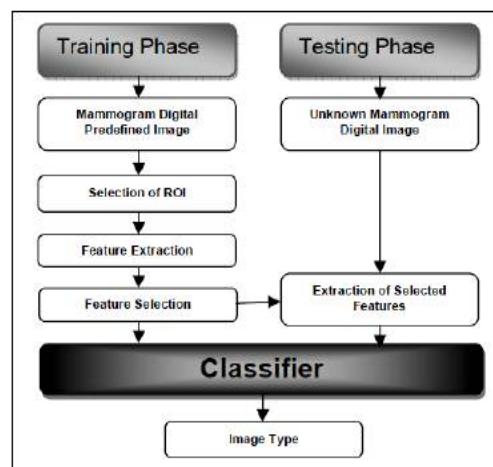 Training Phase
Testing Phase
Mammogram Digital
Predefined Image
Unknown Mammogram
Digital Image
Selection of ROI
Feature Extraction
Feature Selection
Extraction of Selected
Features
Classifier
Image Type